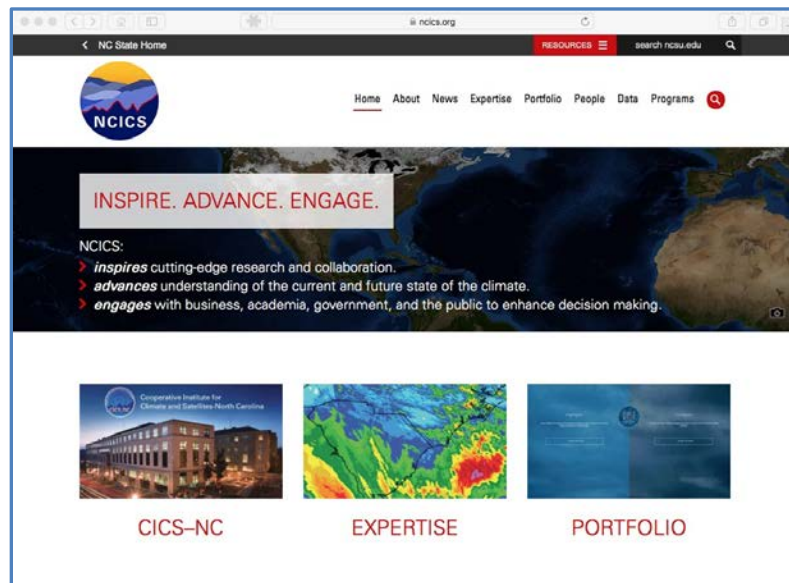 ncics.org
NC State Home
RESOURCES
search ncsu.edu
NCICS
Home About News Expertise Portfolio People Data Programs
INSPIRE. ADVANCE. ENGAGE.
NCICS:
inspires cutting-edge research and collaboration.
advances understanding of the current and future state of the climate.
engages with business, academia, government, and the public to enhance decision making.
Cooperative Institute for
Climate and Satellites-North Carolina
CICS–NC
EXPERTISE
PORTFOLIO